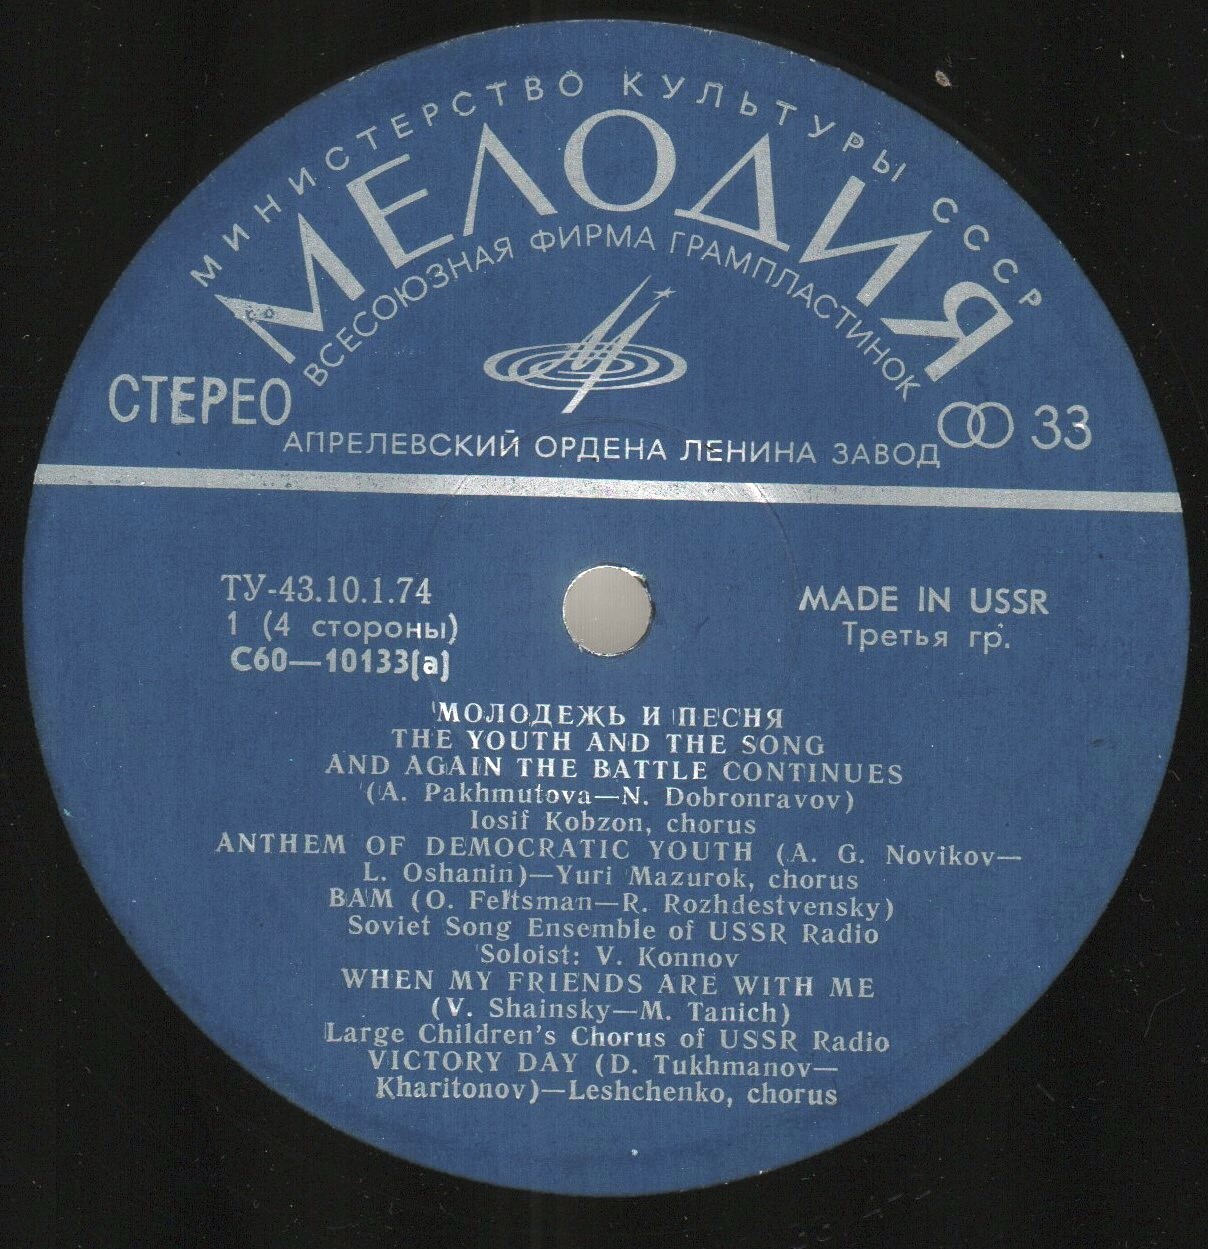 МИНИСТЕРСТВО КУЛЬТУРЫ СССР
МЕЛОДИЯ
ВСЕСОЮЗНАЯ ФИРМА ГРАМПЛАСТИНОК
СТЕРЕО
33
АПРЕЛЕВСКИЙ ОРДЕНА ЛЕНИНА ЗАВОД
ТУ-43.10.1.74
1 (4 стороны)
С60—10133(а)
MADE IN USSR
Третья гр.
МОЛОДЕЖЬ И ПЕСНЯ
THE YOUTH AND THE SONG
AND AGAIN THE BATTLE CONTINUES
(A. Pakhmutova—N. Dobronravov)
Iosif Kobzon, chorus
ANTHEM OF DEMOCRATIC YOUTH (A. G. Novikov—
L. Oshanin)—Yuri Mazurok, chorus
BAM (O. Feltsman—R. Rozhdestvensky)
Soviet Song Ensemble of USSR Radio
Soloist: V. Konnov
WHEN MY FRIENDS ARE WITH ME
(V. Shainsky—M. Tanich)
Large Children's Chorus of USSR Radio
VICTORY DAY (D. Tukhmanov—
Kharitonov)—Leshchenko, chorus